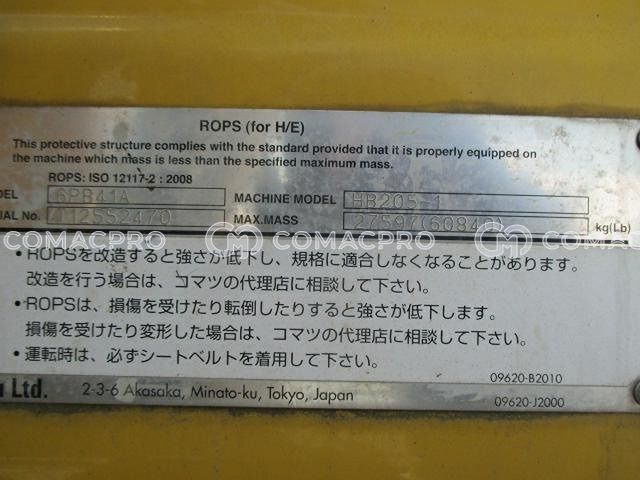 ROPS (for H/E)
This protective structure complies with the standard provided that it is properly equipped on
the machine which mass is less than the specified maximum mass.
ROPS: ISO 12117-2 : 2008
DEL 6PR41A MACHINE MODEL HB205-1
IAL No. 112552470 MAX.MASS 27597(60840) kg(Lb)
COMACPRO COMACPRO COMACPRO
・ROPSを改造すると強さが低下し、規格に適合しなくなることがあります。
改造を行う場合は、コマツの代理店に相談して下さい。
・ROPSは、損傷を受けたり転倒したりすると強さが低下します。
損傷を受けたり変形した場合は、コマツの代理店に相談して下さい。
・運転時は、必ずシートベルトを着用して下さい。
09620-B2010
u Ltd. 2-3-6 Akasaka, Minato-ku, Tokyo, Japan
09620-J2000
COMACPRO COMACPRO COMACPRO